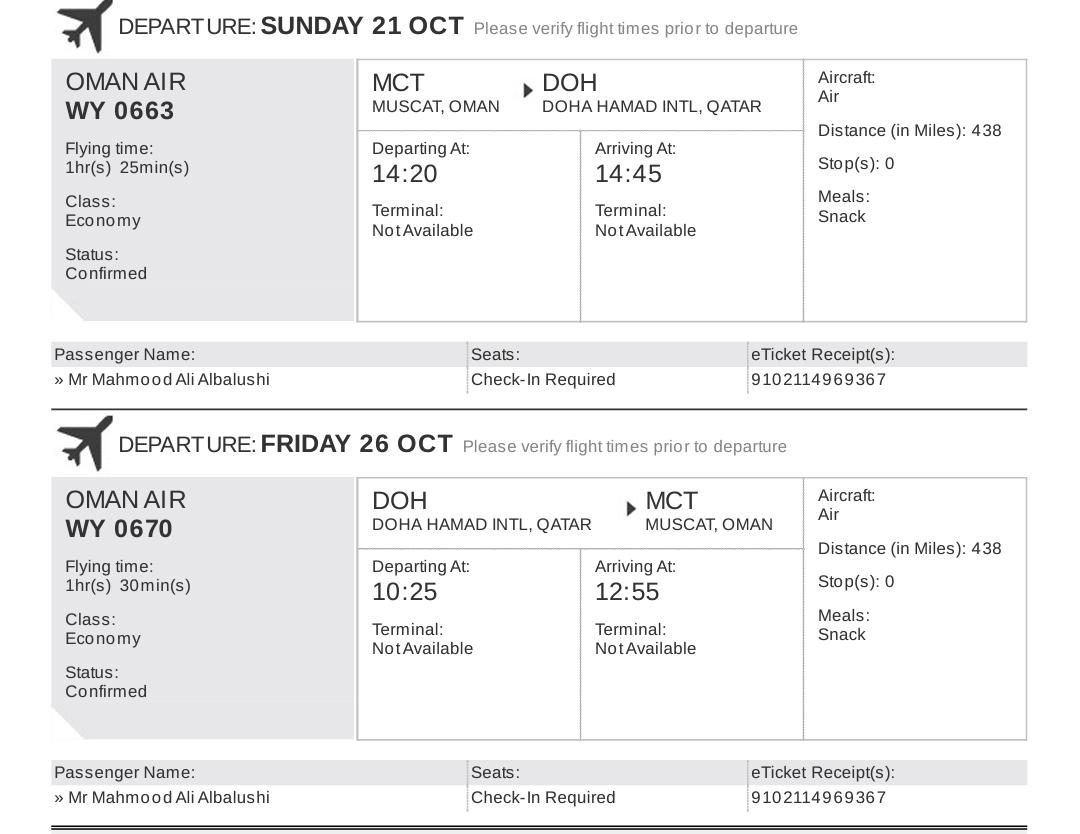 DEPARTURE: SUNDAY 21 OCT Please verify flight times prior to departure
OMAN AIR
WY 0663
Flying time:
1hr(s) 25min(s)
Class:
Economy
Status:
Confirmed
MCT
MUSCAT, OMAN
DOH
DOHA HAMAD INTL, QATAR
Departing At:
14:20
Terminal:
Not Available
Arriving At:
14:45
Terminal:
Not Available
Aircraft:
Air
Distance (in Miles): 438
Stop(s): 0
Meals:
Snack
Passenger Name: Seats: eTicket Receipt(s):
» Mr Mahmood Ali Albalushi Check-In Required 9102114969367
DEPARTURE: FRIDAY 26 OCT Please verify flight times prior to departure
OMAN AIR
WY 0670
Flying time:
1hr(s) 30min(s)
Class:
Economy
Status:
Confirmed
DOH
DOHA HAMAD INTL, QATAR
MCT
MUSCAT, OMAN
Departing At:
10:25
Terminal:
Not Available
Arriving At:
12:55
Terminal:
Not Available
Aircraft:
Air
Distance (in Miles): 438
Stop(s): 0
Meals:
Snack
Passenger Name: Seats: eTicket Receipt(s):
» Mr Mahmood Ali Albalushi Check-In Required 9102114969367